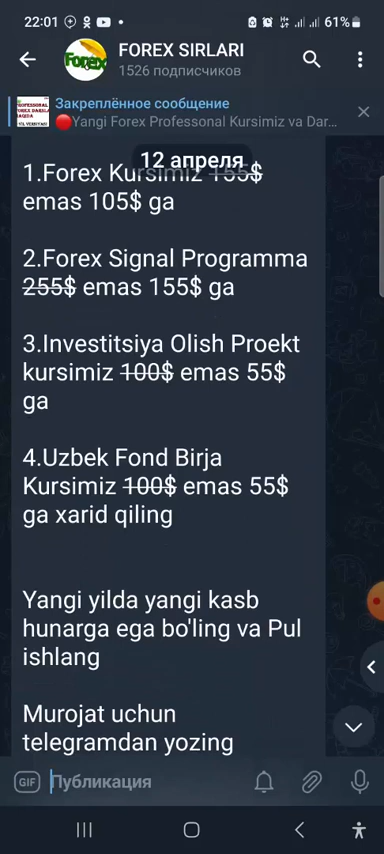 22:01
61%
FOREX SIRLARI
1526 подписчиков
Закреплённое сообщение
Yangi Forex Professonal Kursimiz va Dar...
12 апреля
1.Forex Kursimiz 155$
emas 105$ ga
2.Forex Signal Programma
255$ emas 155$ ga
3.Investitsiya Olish Proekt
kursimiz 100$ emas 55$
ga
4.Uzbek Fond Birja
Kursimiz 100$ emas 55$
ga xarid qiling
Yangi yilda yangi kasb
hunarga ega bo'ling va Pul
ishlang
Murojat uchun
telegramdan yozing
GIF Публикация